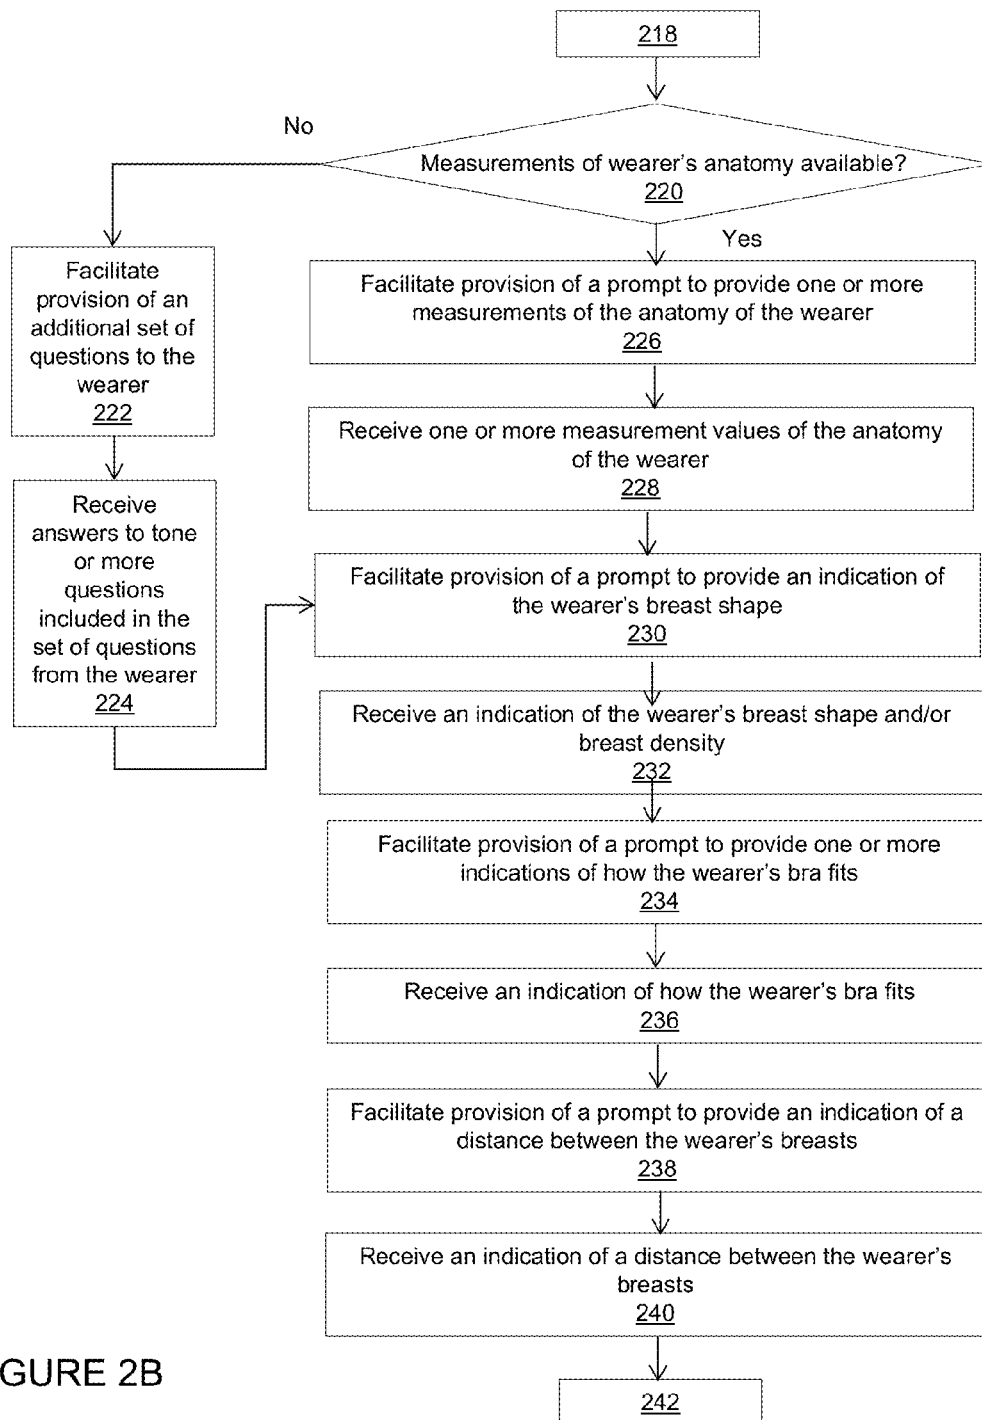 218
No
Measurements of wearer's anatomy available?
220
Yes
Facilitate
provision of an
additional set of
questions to the
wearer
222
Facilitate provision of a prompt to provide one or more
measurements of the anatomy of the wearer
226
Receive one or more measurement values of the anatomy
of the wearer
228
Receive
answers to tone
or more
questions
included in the
set of questions
from the wearer
224
Facilitate provision of a prompt to provide an indication of
the wearer's breast shape
230
Receive an indication of the wearer's breast shape and/or
breast density
232
Facilitate provision of a prompt to provide one or more
indications of how the wearer's bra fits
234
Receive an indication of how the wearer's bra fits
236
Facilitate provision of a prompt to provide an indication of a
distance between the wearer's breasts
238
Receive an indication of a distance between the wearer's
breasts
240
GURE 2B
242